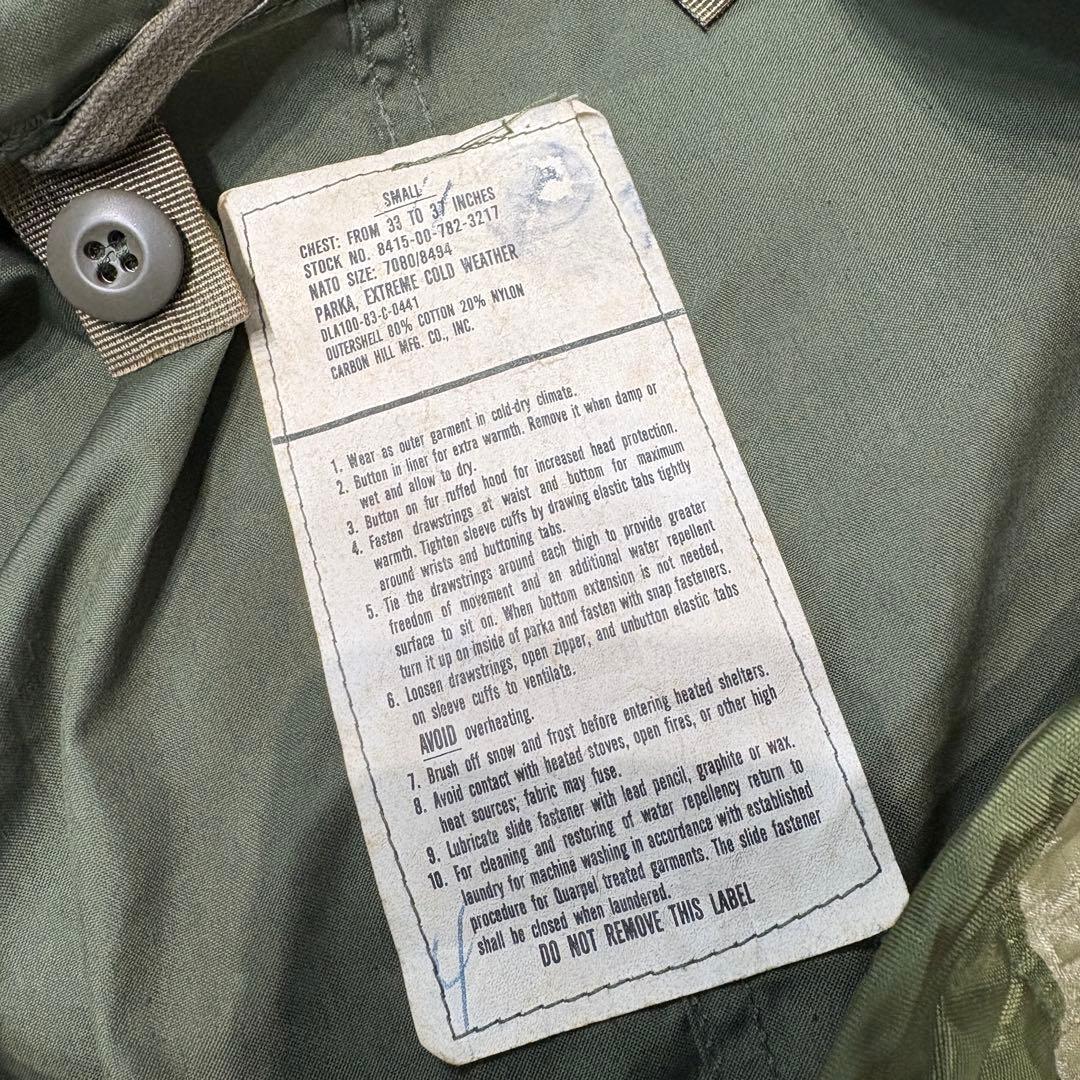 SMALL
CHEST: FROM 33 TO 37 INCHES
STOCK NO. 8415-00-782-3217
NATO SIZE: 7080/8494
PARKA, EXTREME COLD WEATHER
DLA100-83-C-0441
OUTERSHELL 80% COTTON 20% NYLON
CARBON HILL MFG. CO., INC.
1. Wear as outer garment in cold-dry climate.
2. Button in liner for extra warmth. Remove it when damp or
wet and allow to dry.
3. Button on fur ruffed hood for increased head protection.
4. Fasten drawstrings at waist and bottom for maximum
warmth. Tighten sleeve cuffs by drawing elastic tabs tightly
around wrists and buttoning tabs.
5. Tie the drawstrings around each thigh to provide greater
freedom of movement and an additional water repellent
surface to sit on. When bottom extension is not needed,
turn it up on inside of parka and fasten with snap fasteners.
6. Loosen drawstrings, open zipper, and unbutton elastic tabs
on sleeve cuffs to ventilate.
AVOID overheating.
7. Brush off snow and frost before entering heated shelters.
8. Avoid contact with heated stoves, open fires, or other high
heat sources; fabric may fuse.
9. Lubricate slide fastener with lead pencil, graphite or wax.
10. For cleaning and restoring of water repellency return to
laundry for machine washing in accordance with established
procedure for Quarpel treated garments. The slide fastener
shall be closed when laundered.
DO NOT REMOVE THIS LABEL
4